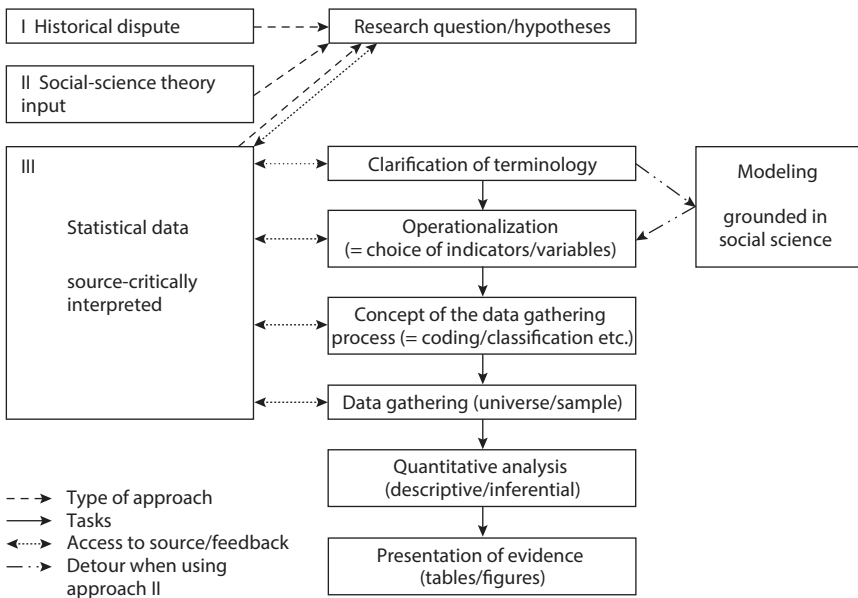 I Historical dispute
Research question/hypotheses
II Social-science theory
input
III
Statistical data
source-critically
interpreted
Clarification of terminology
Operationalization
(= choice of indicators/variables)
Modeling
grounded in
social science
Concept of the data gathering
process (= coding/classification etc.)
Data gathering (universe/sample)
Quantitative analysis
(descriptive/inferential)
Presentation of evidence
(tables/figures)
Type of approach
Tasks
Access to source/feedback
Detour when using
approach II